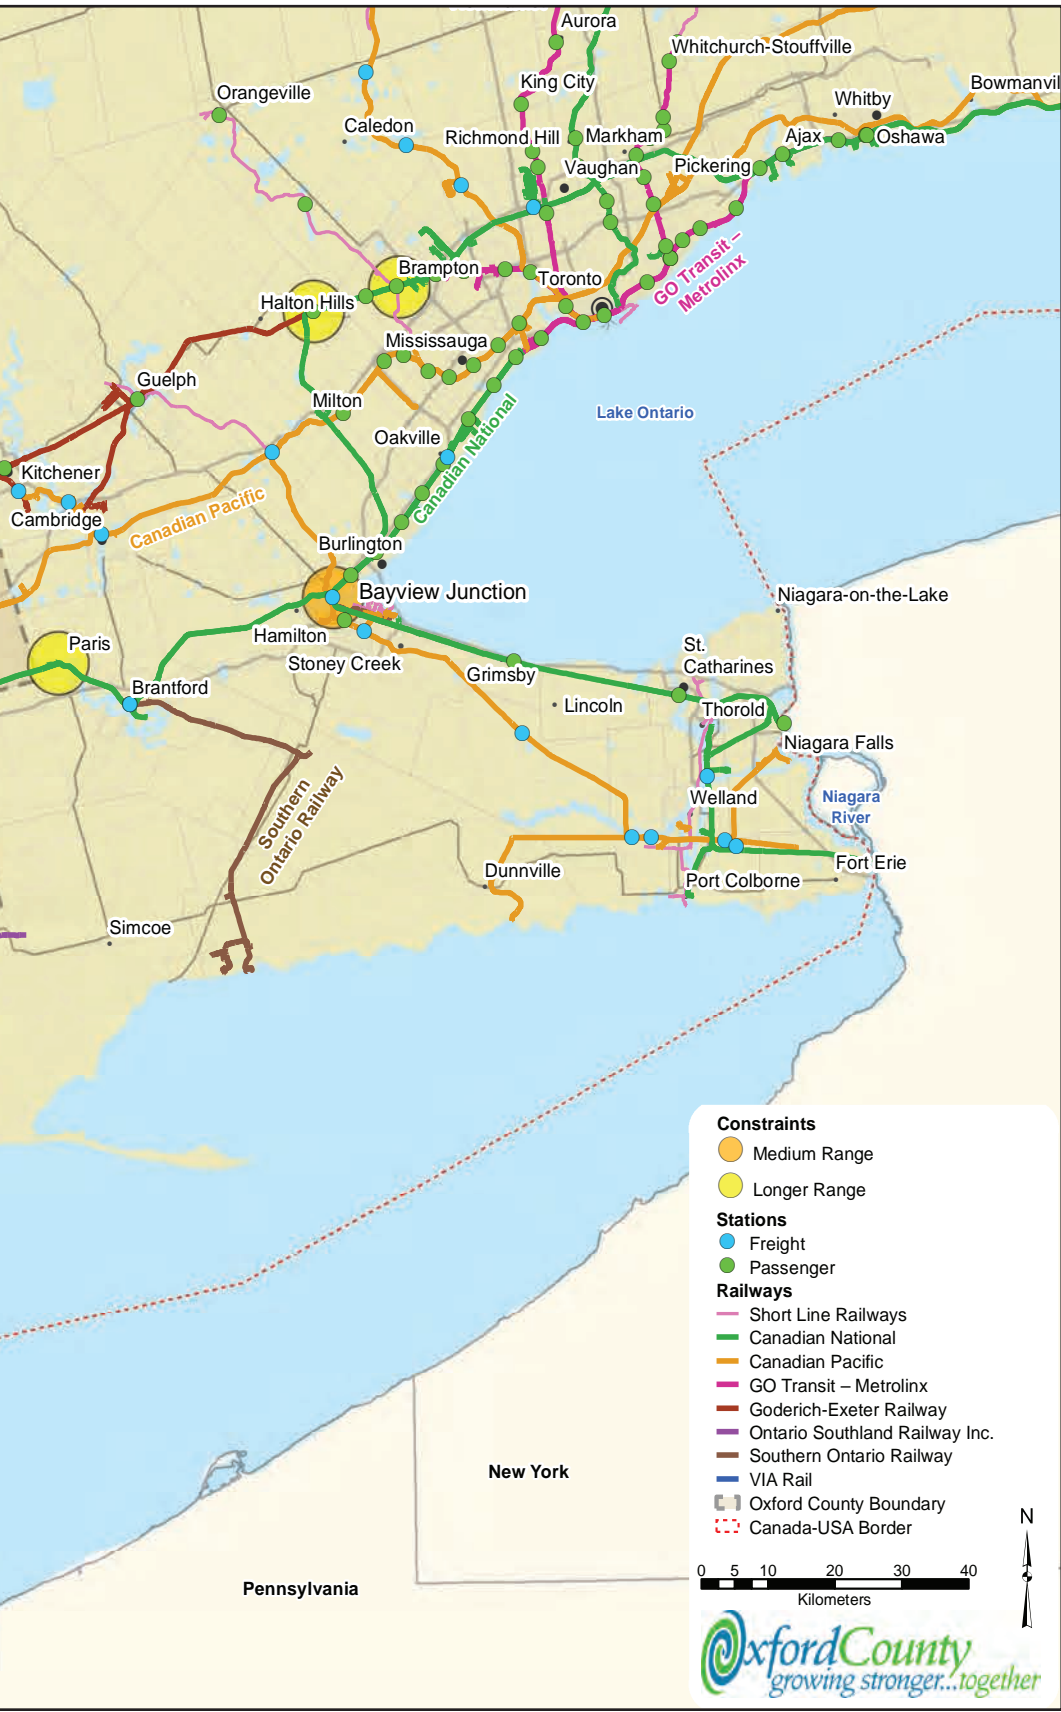 Aurora
Whitchurch-Stouffville
King City
Bowmanvil
Orangeville
Whitby
Caledon
Richmond Hill
Markham
Ajax
Oshawa
Vaughan
Pickering
Brampton
Toronto
GO Transit –
Metrolinx
Halton Hills
Mississauga
Guelph
Milton
Lake Ontario
Oakville
Canadian National
Kitchener
Canadian Pacific
Cambridge
Burlington
Bayview Junction
Niagara-on-the-Lake
Hamilton
Paris
Stoney Creek
St.
Catharines
Grimsby
Brantford
Lincoln
Thorold
Niagara Falls
Southern
Ontario Railway
Welland
Niagara
River
Dunnville
Fort Erie
Port Colborne
Simcoe
Constraints
Medium Range
Longer Range
Stations
Freight
Passenger
Railways
Short Line Railways
Canadian National
Canadian Pacific
GO Transit – Metrolinx
Goderich-Exeter Railway
Ontario Southland Railway Inc.
Southern Ontario Railway
VIA Rail
Oxford County Boundary
Canada-USA Border
New York
Pennsylvania
N
0 5 10 20 30 40
Kilometers
OxfordCounty
growing stronger...together